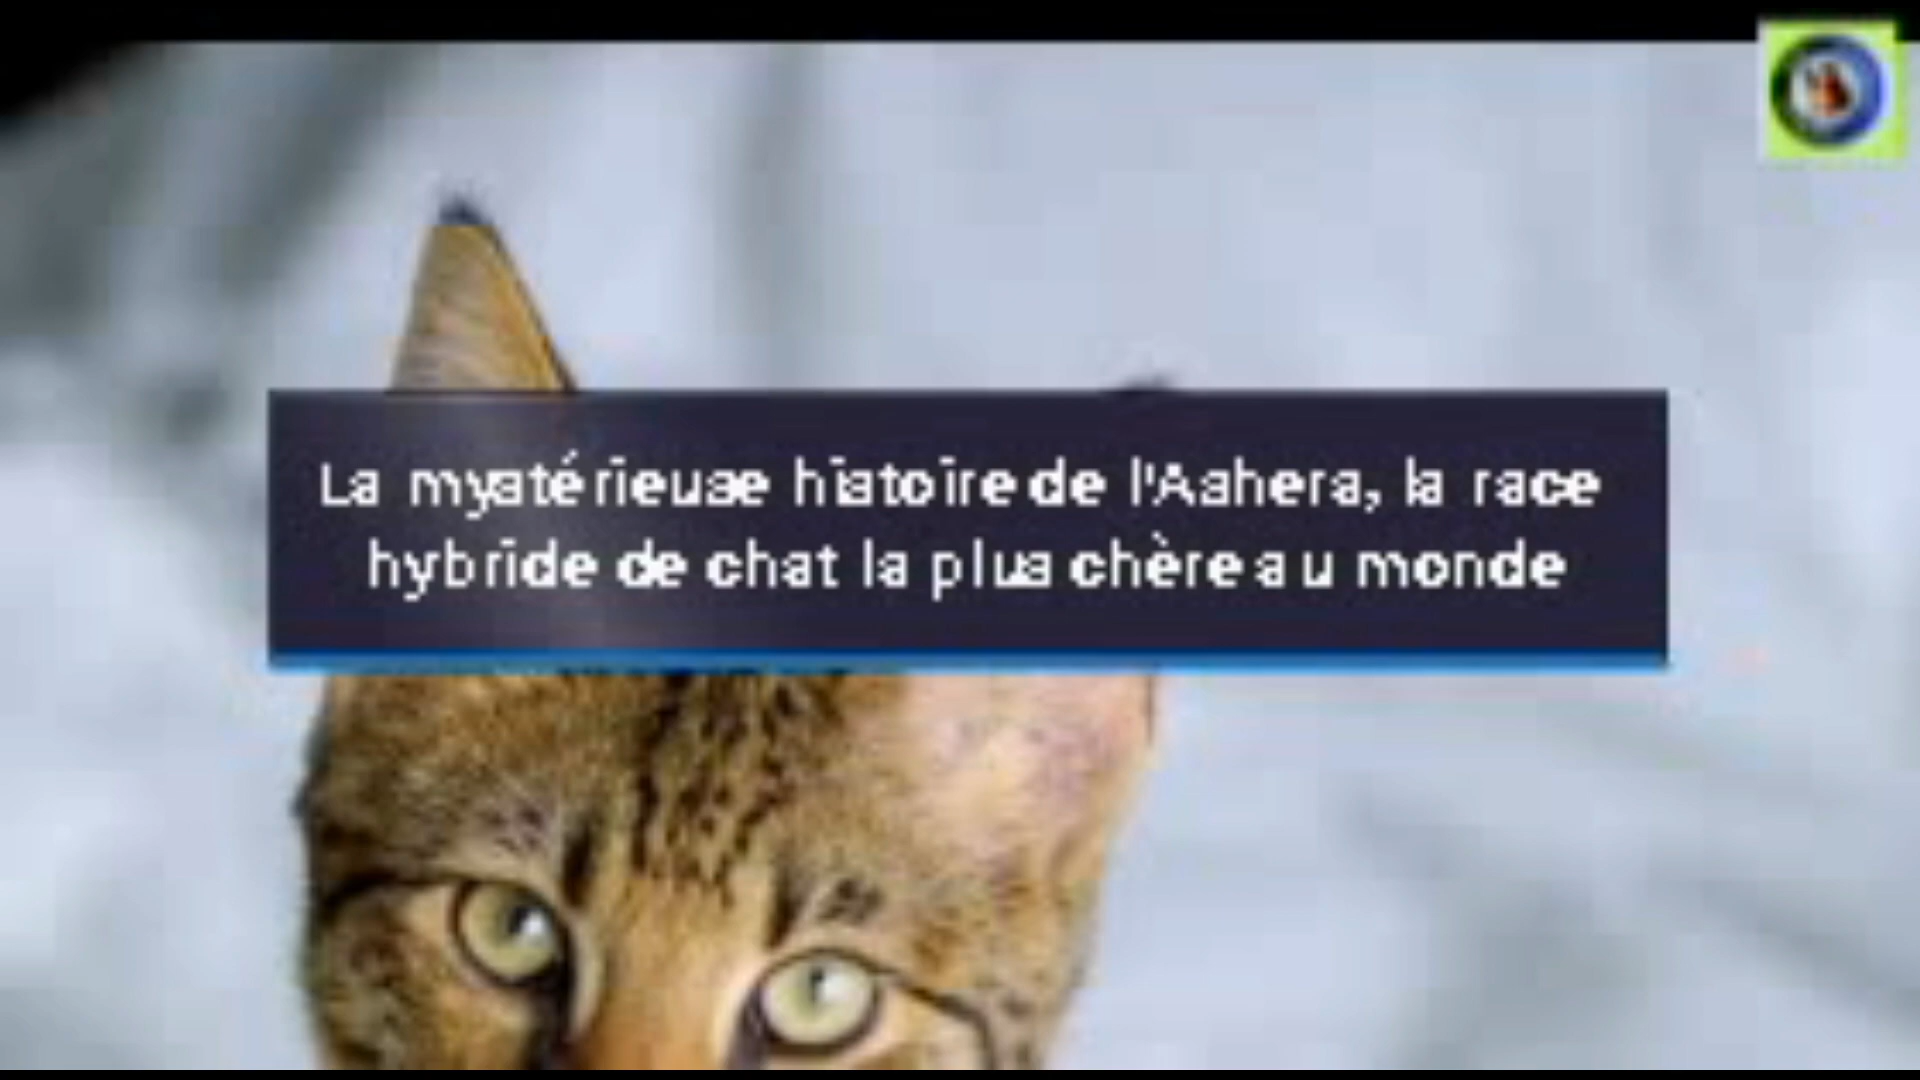 La mystérieuse histoire de l'Ashera, la race
hybride de chat la plus chère au monde